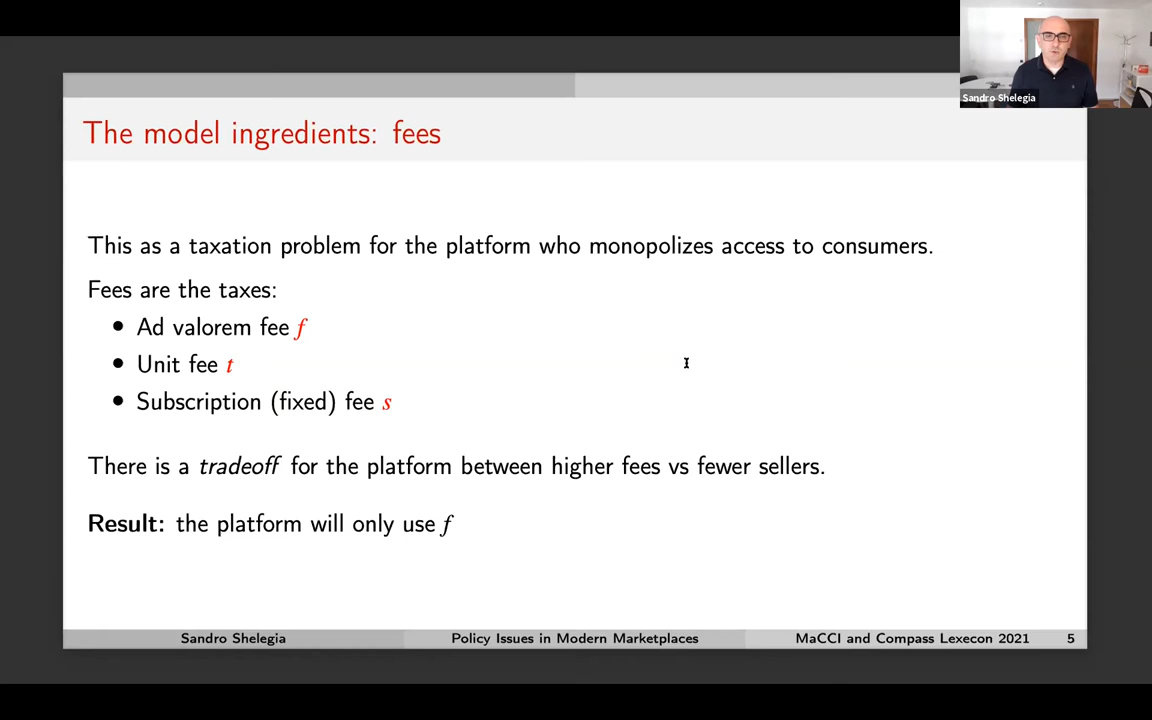 Sandro Shelegia
The model ingredients: fees
This as a taxation problem for the platform who monopolizes access to consumers.
Fees are the taxes:
• Ad valorem fee f
• Unit fee t
• Subscription (fixed) fee s
There is a tradeoff for the platform between higher fees vs fewer sellers.
Result: the platform will only use f
Sandro Shelegia Policy Issues in Modern Marketplaces MaCCI and Compass Lexecon 2021 5